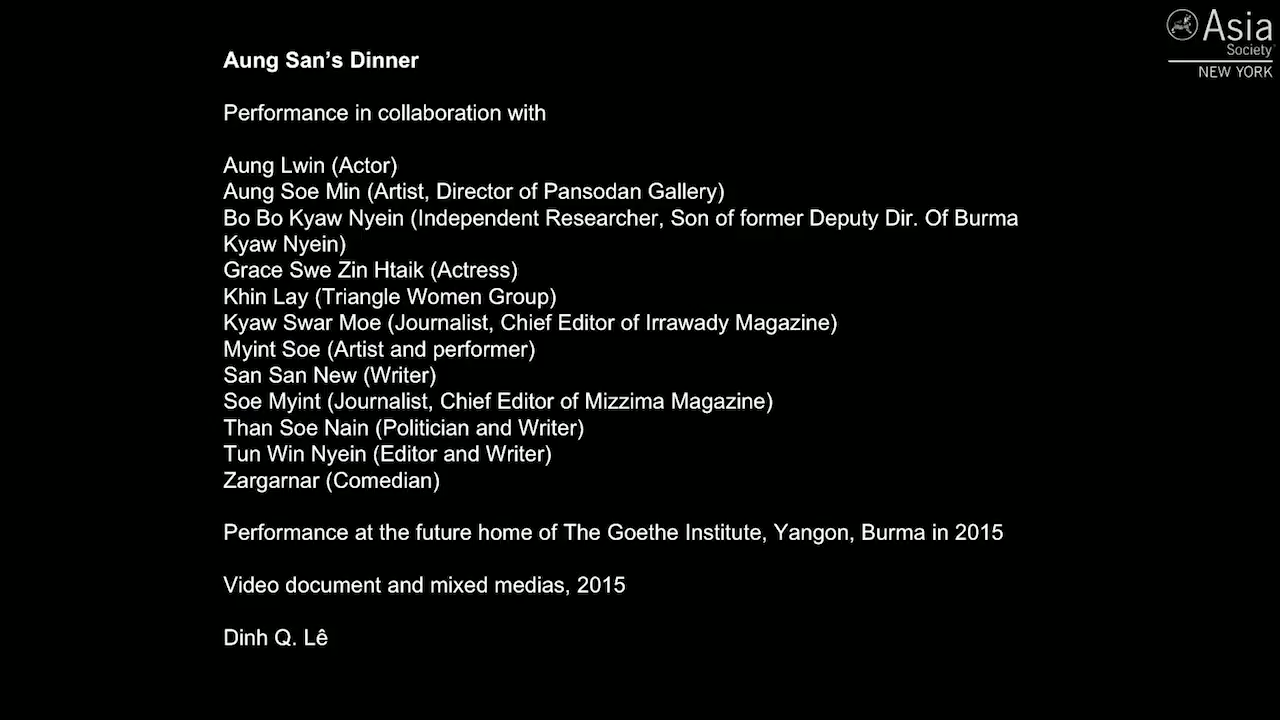 Asia
Society
NEW YORK
Aung San’s Dinner
Performance in collaboration with
Aung Lwin (Actor)
Aung Soe Min (Artist, Director of Pansodan Gallery)
Bo Bo Kyaw Nyein (Independent Researcher, Son of former Deputy Dir. Of Burma
Kyaw Nyein)
Grace Swe Zin Htaik (Actress)
Khin Lay (Triangle Women Group)
Kyaw Swar Moe (Journalist, Chief Editor of Irrawady Magazine)
Myint Soe (Artist and performer)
San San New (Writer)
Soe Myint (Journalist, Chief Editor of Mizzima Magazine)
Than Soe Nain (Politician and Writer)
Tun Win Nyein (Editor and Writer)
Zargarnar (Comedian)
Performance at the future home of The Goethe Institute, Yangon, Burma in 2015
Video document and mixed medias, 2015
Dinh Q. Lê